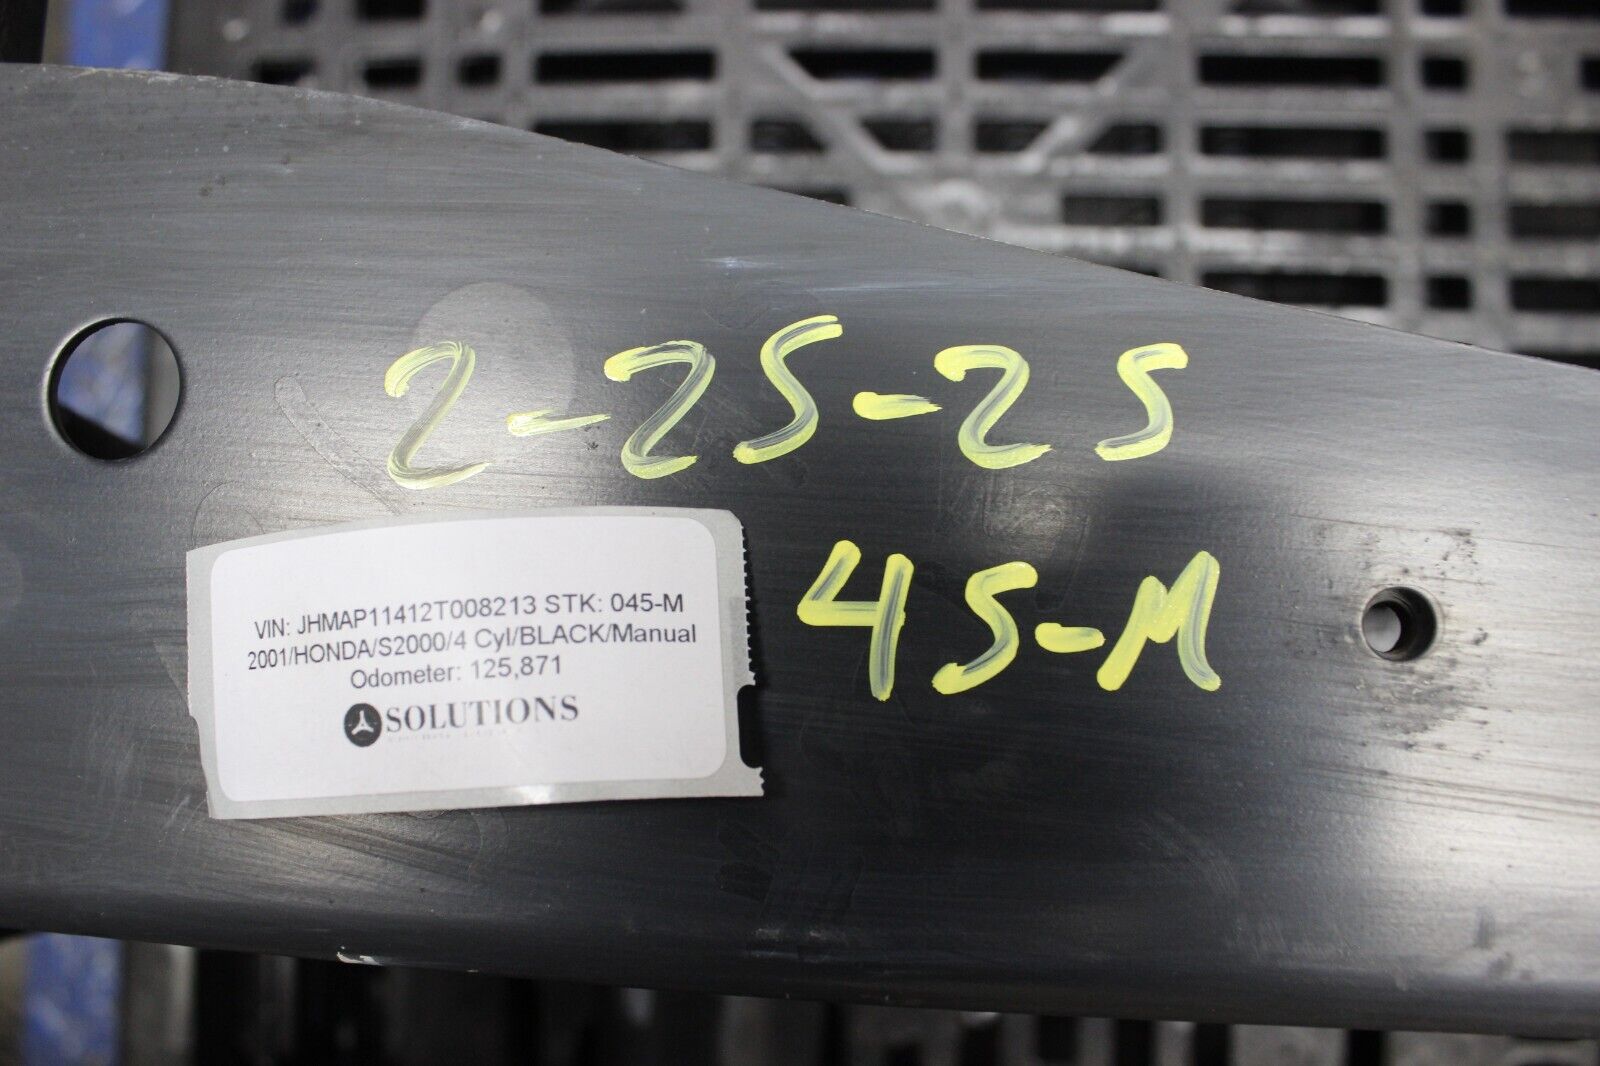 2-25-25
45-M
VIN: JHMAP11412T008213 STK: 045-M
2001/HONDA/S2000/4 Cyl/BLACK/Manual
Odometer: 125,871
SOLUTIONS